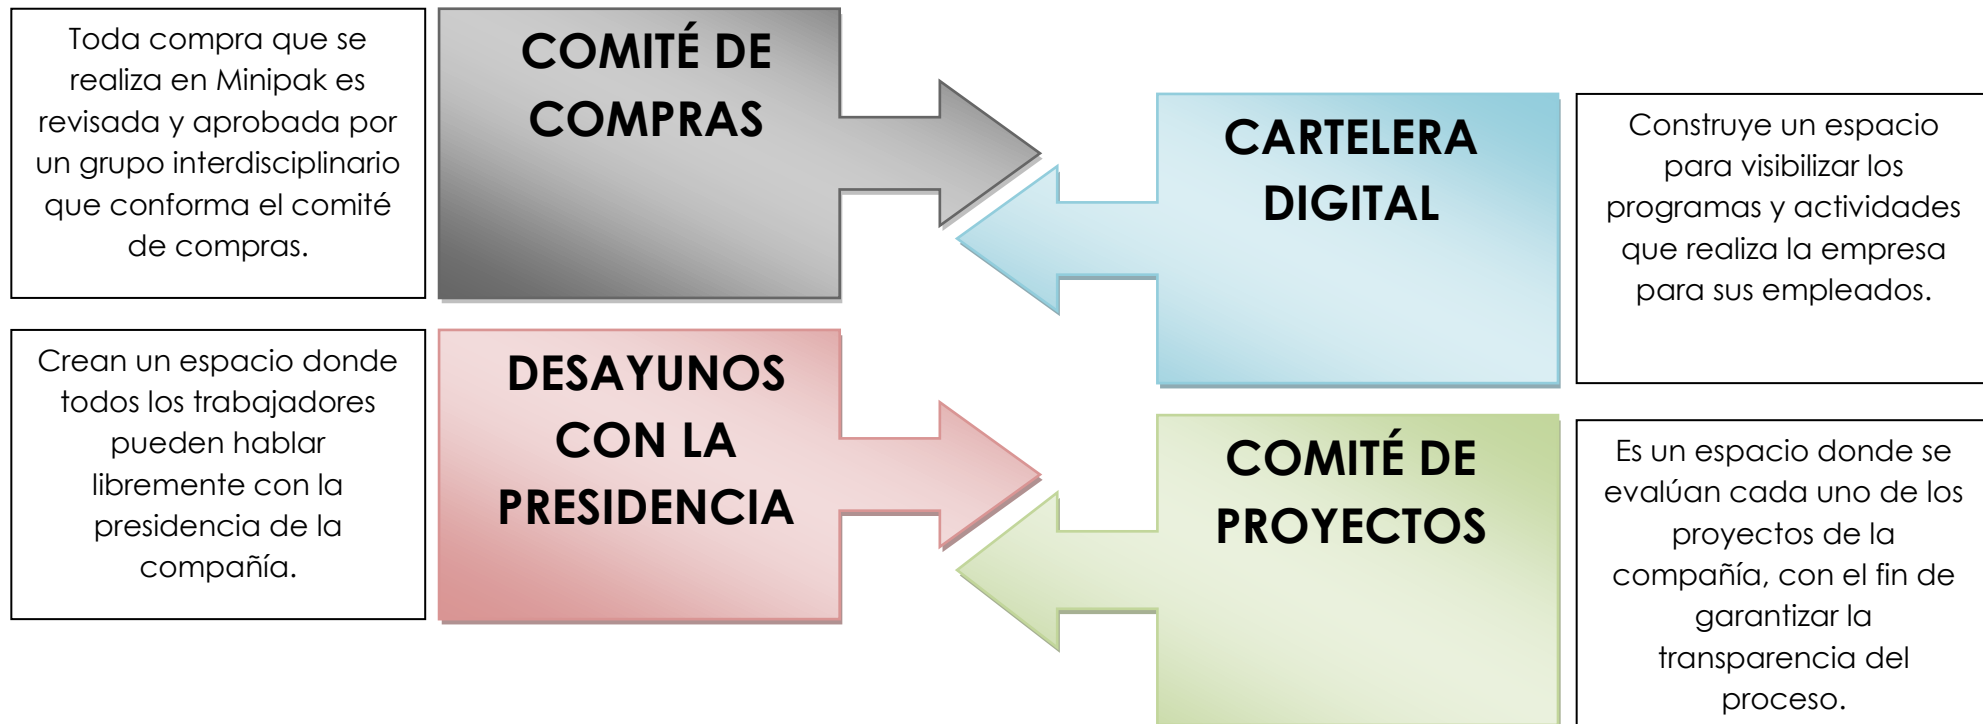 Toda compra que se
realiza en Minipak es
revisada y aprobada por
un grupo interdisciplinario
que conforma el comité
de compras.
COMITÉ DE
COMPRAS
CARTELERA
DIGITAL
Construye un espacio
para visibilizar los
programas y actividades
que realiza la empresa
para sus empleados.
Crean un espacio donde
todos los trabajadores
pueden hablar
libremente con la
presidencia de la
compañía.
DESAYUNOS
CON LA
PRESIDENCIA
COMITÉ DE
PROYECTOS
Es un espacio donde se
evalúan cada uno de los
proyectos de la
compañía, con el fin de
garantizar la
transparencia del
proceso.